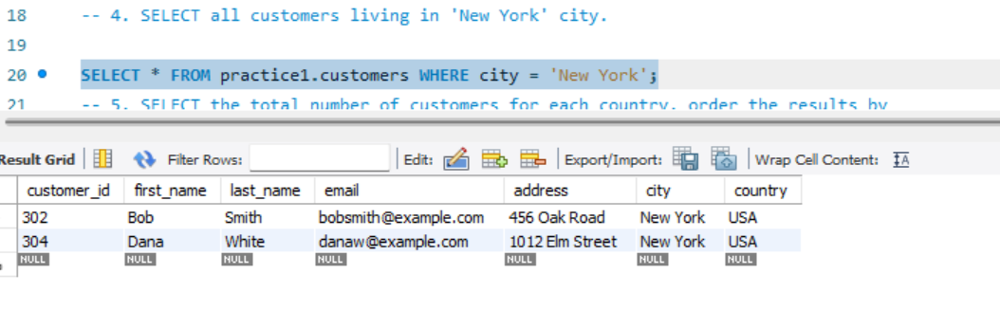 18 -- 4. SELECT all customers living in 'New York' city.
19
20 SELECT * FROM practice1.customers WHERE city = 'New York';
21 -- 5. SELECT the total number of customers for each country, order the results by
Result Grid Filter Rows: Edit: Export/Import: Wrap Cell Content: IA
customer_id first_name last_name email address city country
302 Bob Smith bobsmith@example.com 456 Oak Road New York USA
304 Dana White danaw@example.com 1012 Elm Street New York USA
NULL NULL NULL NULL NULL NULL NULL